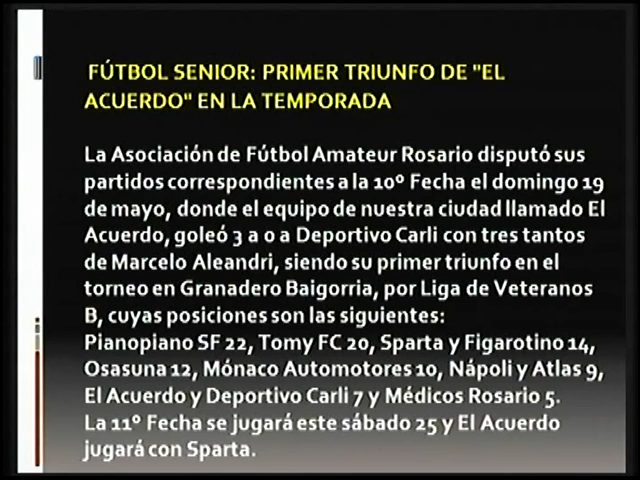 FÚTBOL SENIOR: PRIMER TRIUNFO DE "EL
ACUERDO" EN LA TEMPORADA
La Asociación de Fútbol Amateur Rosario disputó sus
partidos correspondientes a la 10º Fecha el domingo 19
de mayo, donde el equipo de nuestra ciudad llamado El
Acuerdo, goleó 3 a 0 a Deportivo Carli con tres tantos
de Marcelo Aleandri, siendo su primer triunfo en el
torneo en Granadero Baigorria, por Liga de Veteranos
B, cuyas posiciones son las siguientes:
Pianopiano SF 22, Tomy FC 20, Sparta y Figarotino 14,
Osasuna 12, Mónaco Automotores 10, Nápoli y Atlas 9,
El Acuerdo y Deportivo Carli 7 y Médicos Rosario 5.
La 11º Fecha se jugará este sábado 25 y El Acuerdo
jugará con Sparta.